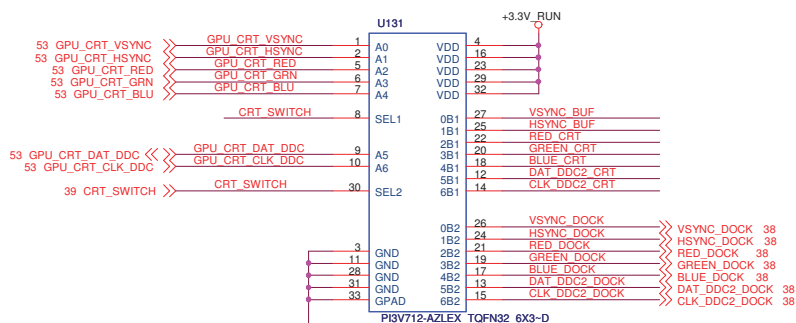 U131
+3.3V_RUN
53 GPU_CRT_VSYNC GPU_CRT_VSYNC 1 A0 VDD 4
53 GPU_CRT_HSYNC GPU_CRT_HSYNC 2 A1 VDD 16
53 GPU_CRT_RED GPU_CRT_RED 5 A2 VDD 23
53 GPU_CRT_GRN GPU_CRT_GRN 6 A3 VDD 29
53 GPU_CRT_BLU GPU_CRT_BLU 7 A4 VDD 32
CRT_SWITCH 8 SEL1
0B1 27 VSYNC_BUF
1B1 25 HSYNC_BUF
2B1 22 RED_CRT
53 GPU_CRT_DAT_DDC GPU_CRT_DAT_DDC 9 A5 3B1 20 GREEN_CRT
53 GPU_CRT_CLK_DDC GPU_CRT_CLK_DDC 10 A6 4B1 18 BLUE_CRT
5B1 12 DAT_DDC2_CRT
39 CRT_SWITCH CRT_SWITCH 30 SEL2 6B1 14 CLK_DDC2_CRT
0B2 26 VSYNC_DOCK VSYNC_DOCK 38
1B2 24 HSYNC_DOCK HSYNC_DOCK 38
3 GND 2B2 21 RED_DOCK RED_DOCK 38
11 GND 3B2 19 GREEN_DOCK GREEN_DOCK 38
28 GND 4B2 17 BLUE_DOCK BLUE_DOCK 38
31 GND 5B2 13 DAT_DDC2_DOCK DAT_DDC2_DOCK 38
33 GPAD 6B2 15 CLK_DDC2_DOCK CLK_DDC2_DOCK 38
PI3V712-AZLEX_TQFN32_6X3~D